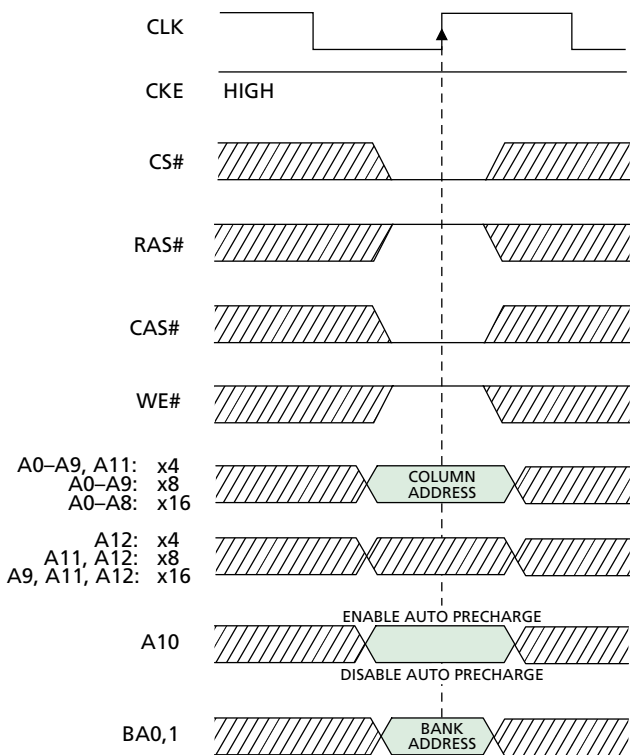 CLK
CKE HIGH
CS#
RAS#
CAS#
WE#
A0–A9, A11: x4
A0–A9: x8
A0–A8: x16
COLUMN
ADDRESS
A12: x4
A11, A12: x8
A9, A11, A12: x16
ENABLE AUTO PRECHARGE
A10
DISABLE AUTO PRECHARGE
BA0,1
BANK
ADDRESS